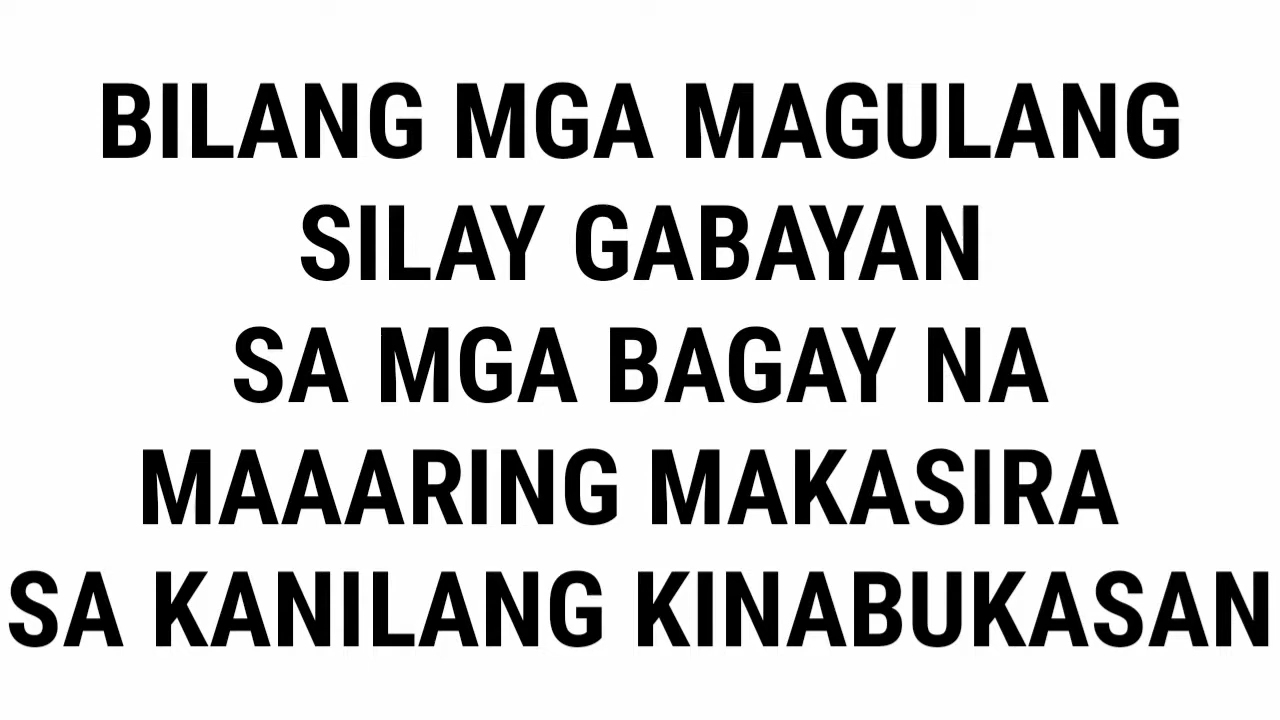 BILANG MGA MAGULANG
SILAY GABAYAN
SA MGA BAGAY NA
MAAARING MAKASIRA
SA KANILANG KINABUKASAN